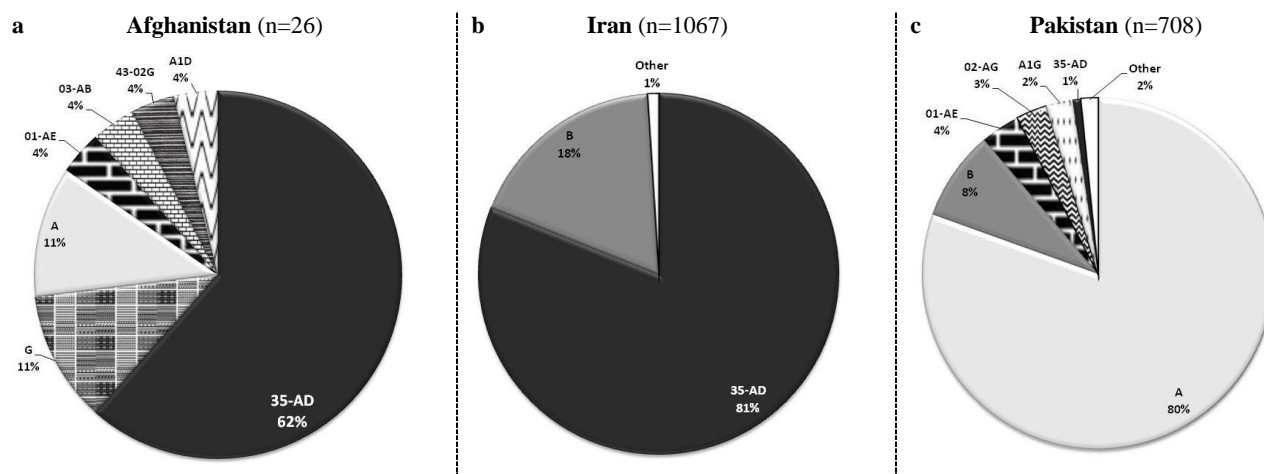 a Afghanistan (n=26)
A1D
4%
43-02G
4%
03-AB
4%
01-AE
4%
A
11%
G
11%
35-AD
62%
b Iran (n=1067)
Other
1%
B
18%
35-AD
81%
c Pakistan (n=708)
Other
2%
35-AD
1%
A1G
2%
02-AG
3%
01-AE
4%
B
8%
A
80%